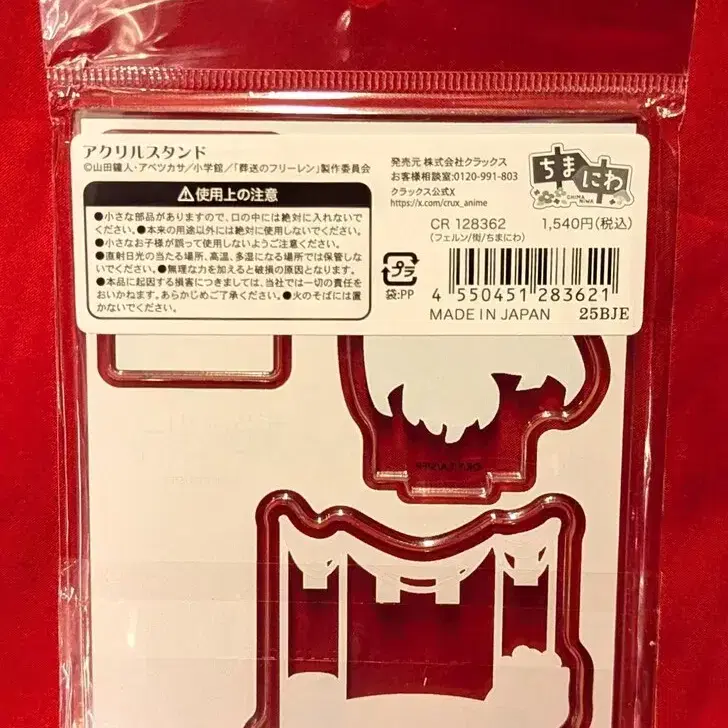 アクリルスタンド
©山田鐘人・アベツカサ／小学館／「葬送のフリーレン」製作委員会
⚠使用上の注意
●小さな部品がありますので、口の中には絶対に入れないで
ください。●本来の用途以外には絶対に使用しないでください。
●小さなお子様が誤って使用しないようご注意ください。
●直射日光の当たる場所、高温、多湿になる場所では保管しな
いでください。●無理な力を加えると破損の原因となります。
●本品に起因する損害につきましては、当社では一切の責任を
おいかねます。あらかじめご了承ください。●火のそばには置
かないでください。
発売元 株式会社クラックス
お客様相談室:0120-991-803
クラックス公式X
https://x.com/crux_anime
ちまにわ
CHIMA NIWA
CR 128362 1,540円(税込)
(フェルン/街/ちまにわ)
プラ
袋:PP
4 550451 283621
MADE IN JAPAN 25BJE